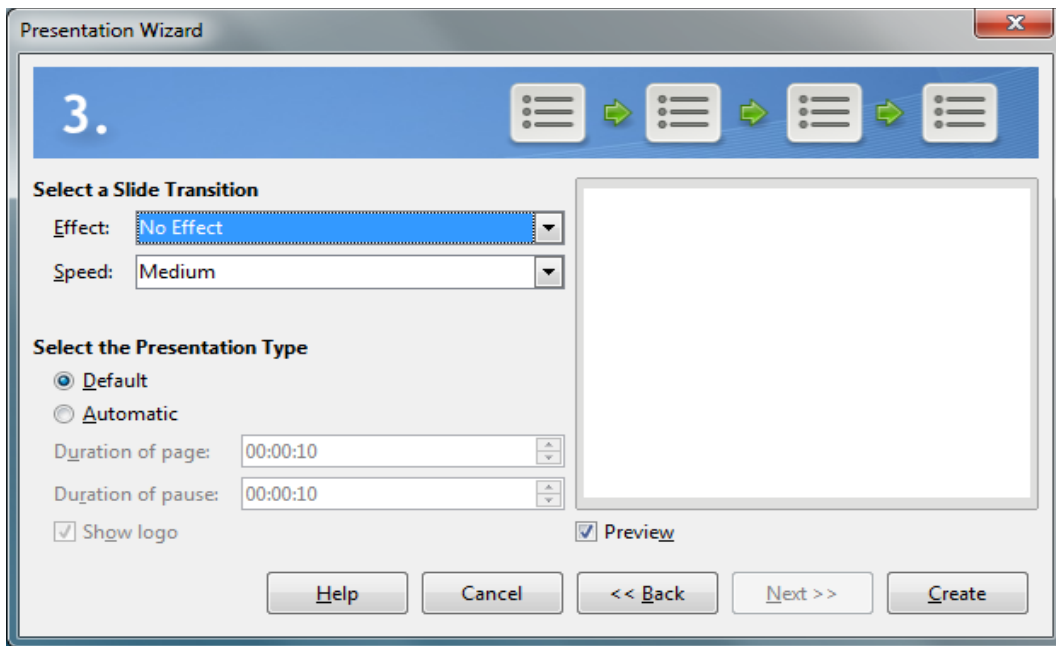 Presentation Wizard
3.
Select a Slide Transition
Effect: No Effect
Speed: Medium
Select the Presentation Type
Default
Automatic
Duration of page: 00:00:10
Duration of pause: 00:00:10
Show logo
Preview
Help Cancel << Back Next >> Create